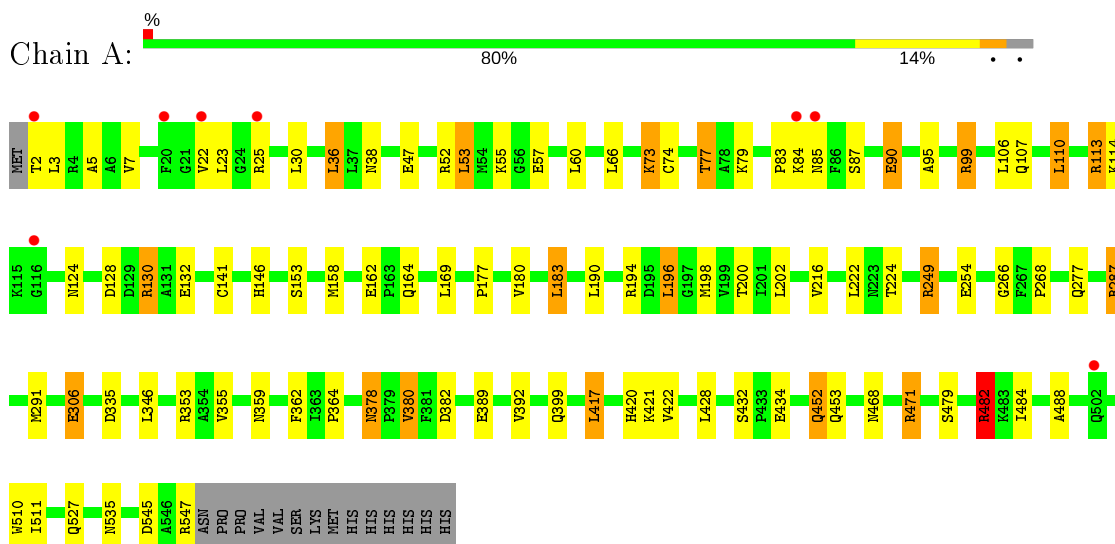 %
Chain A:
80% 14% • •
MET T2 L3 R4 A5 A6 V7 F20 G21 V22 L23 G24 R25 L30 L36 L37 N38 E47 R52 L53 M54 K55 G56 E57 L60 L66 K73 C74 T77 A78 K79 P83 K84 N85 F86 S87 E90 A95 R99 L106 Q107 L110 R113 K114
K115 G116 N124 D128 D129 R130 A131 E132 C141 H146 S153 M158 E162 P163 Q164 L169 P177 V180 L183 L190 R194 D195 L196 G197 M198 V199 T200 I201 L202 V216 L222 N223 T224 R249 E254 G266 F267 P268 Q277 R287
M291 E306 D335 L346 R353 A354 V355 N359 F362 I363 P364 N378 P379 V380 F381 D382 E389 V392 Q399 L417 H420 K421 V422 L428 S432 P433 E434 Q452 Q453 N468 R471 S479 R482 K483 I484 A488 Q502
W510 I511 Q527 N535 D545 A546 R547 ASN PRO PRO VAL VAL SER LYS MET HIS HIS HIS HIS HIS HIS